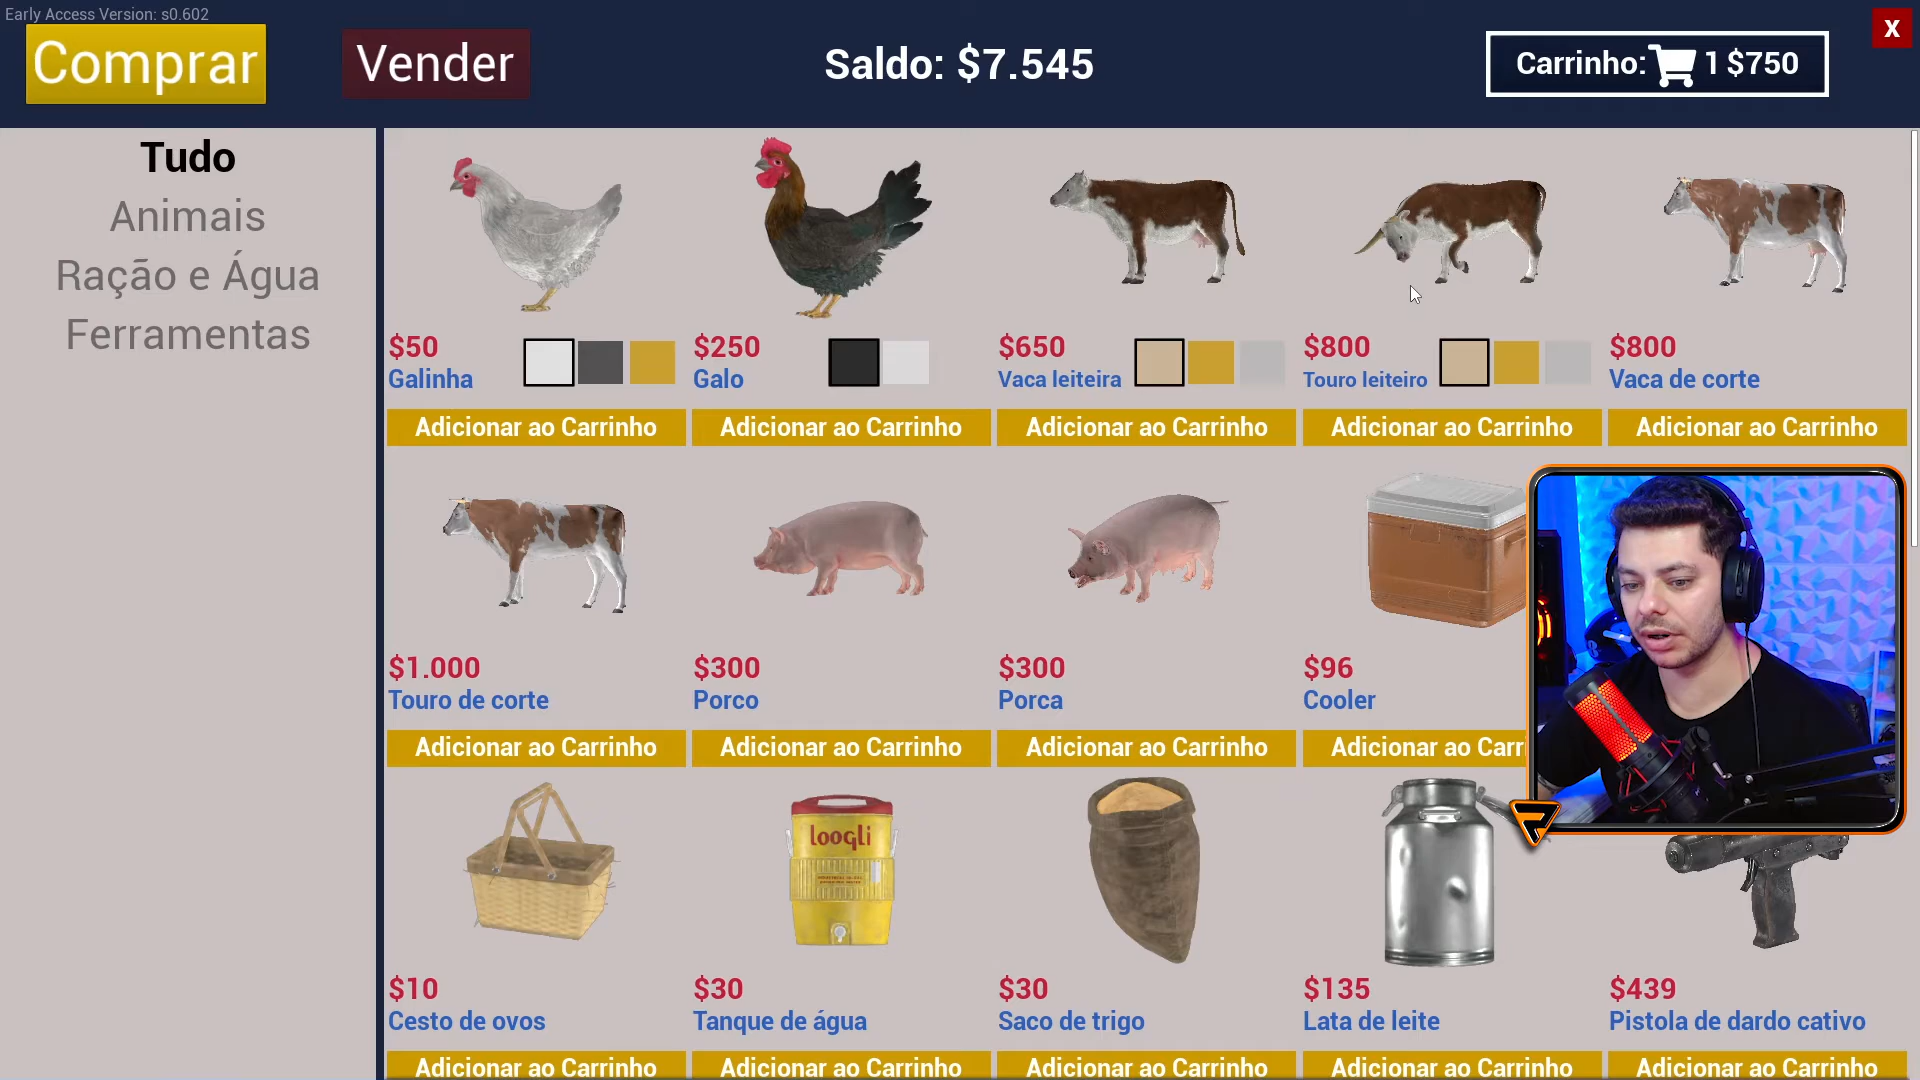 Early Access Version: s0.602
Comprar
Vender
Saldo: $7.545
Carrinho: 1 $750
X
Tudo
Animais
Ração e Água
Ferramentas
$50
Galinha
Adicionar ao Carrinho
$250
Galo
Adicionar ao Carrinho
$650
Vaca leiteira
Adicionar ao Carrinho
$800
Touro leiteiro
Adicionar ao Carrinho
$800
Vaca de corte
Adicionar ao Carrinho
$1.000
Touro de corte
Adicionar ao Carrinho
$300
Porco
Adicionar ao Carrinho
$300
Porca
Adicionar ao Carrinho
$96
Cooler
Adicionar ao Carr
loogli
$10
Cesto de ovos
Adicionar ao Carrinho
$30
Tanque de água
Adicionar ao Carrinho
$30
Saco de trigo
Adicionar ao Carrinho
$135
Lata de leite
Adicionar ao Carrinho
$439
Pistola de dardo cativo
Adicionar ao Carrinho